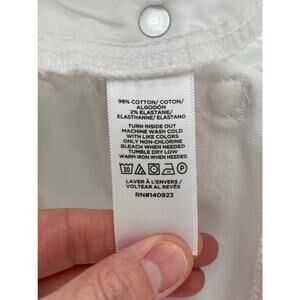 98% COTTON/ COTON/
ALGODÓN
2% ELASTANE/
ELASTHANNE/ ELASTANO
TURN INSIDE OUT
MACHINE WASH COLD
WITH LIKE COLORS
ONLY NON-CHLORINE
BLEACH WHEN NEEDED
TUMBLE DRY LOW
WARM IRON WHEN NEEDED
LAVER À L'ENVERS /
VOLTEAR AL REVÉS
RN#140923